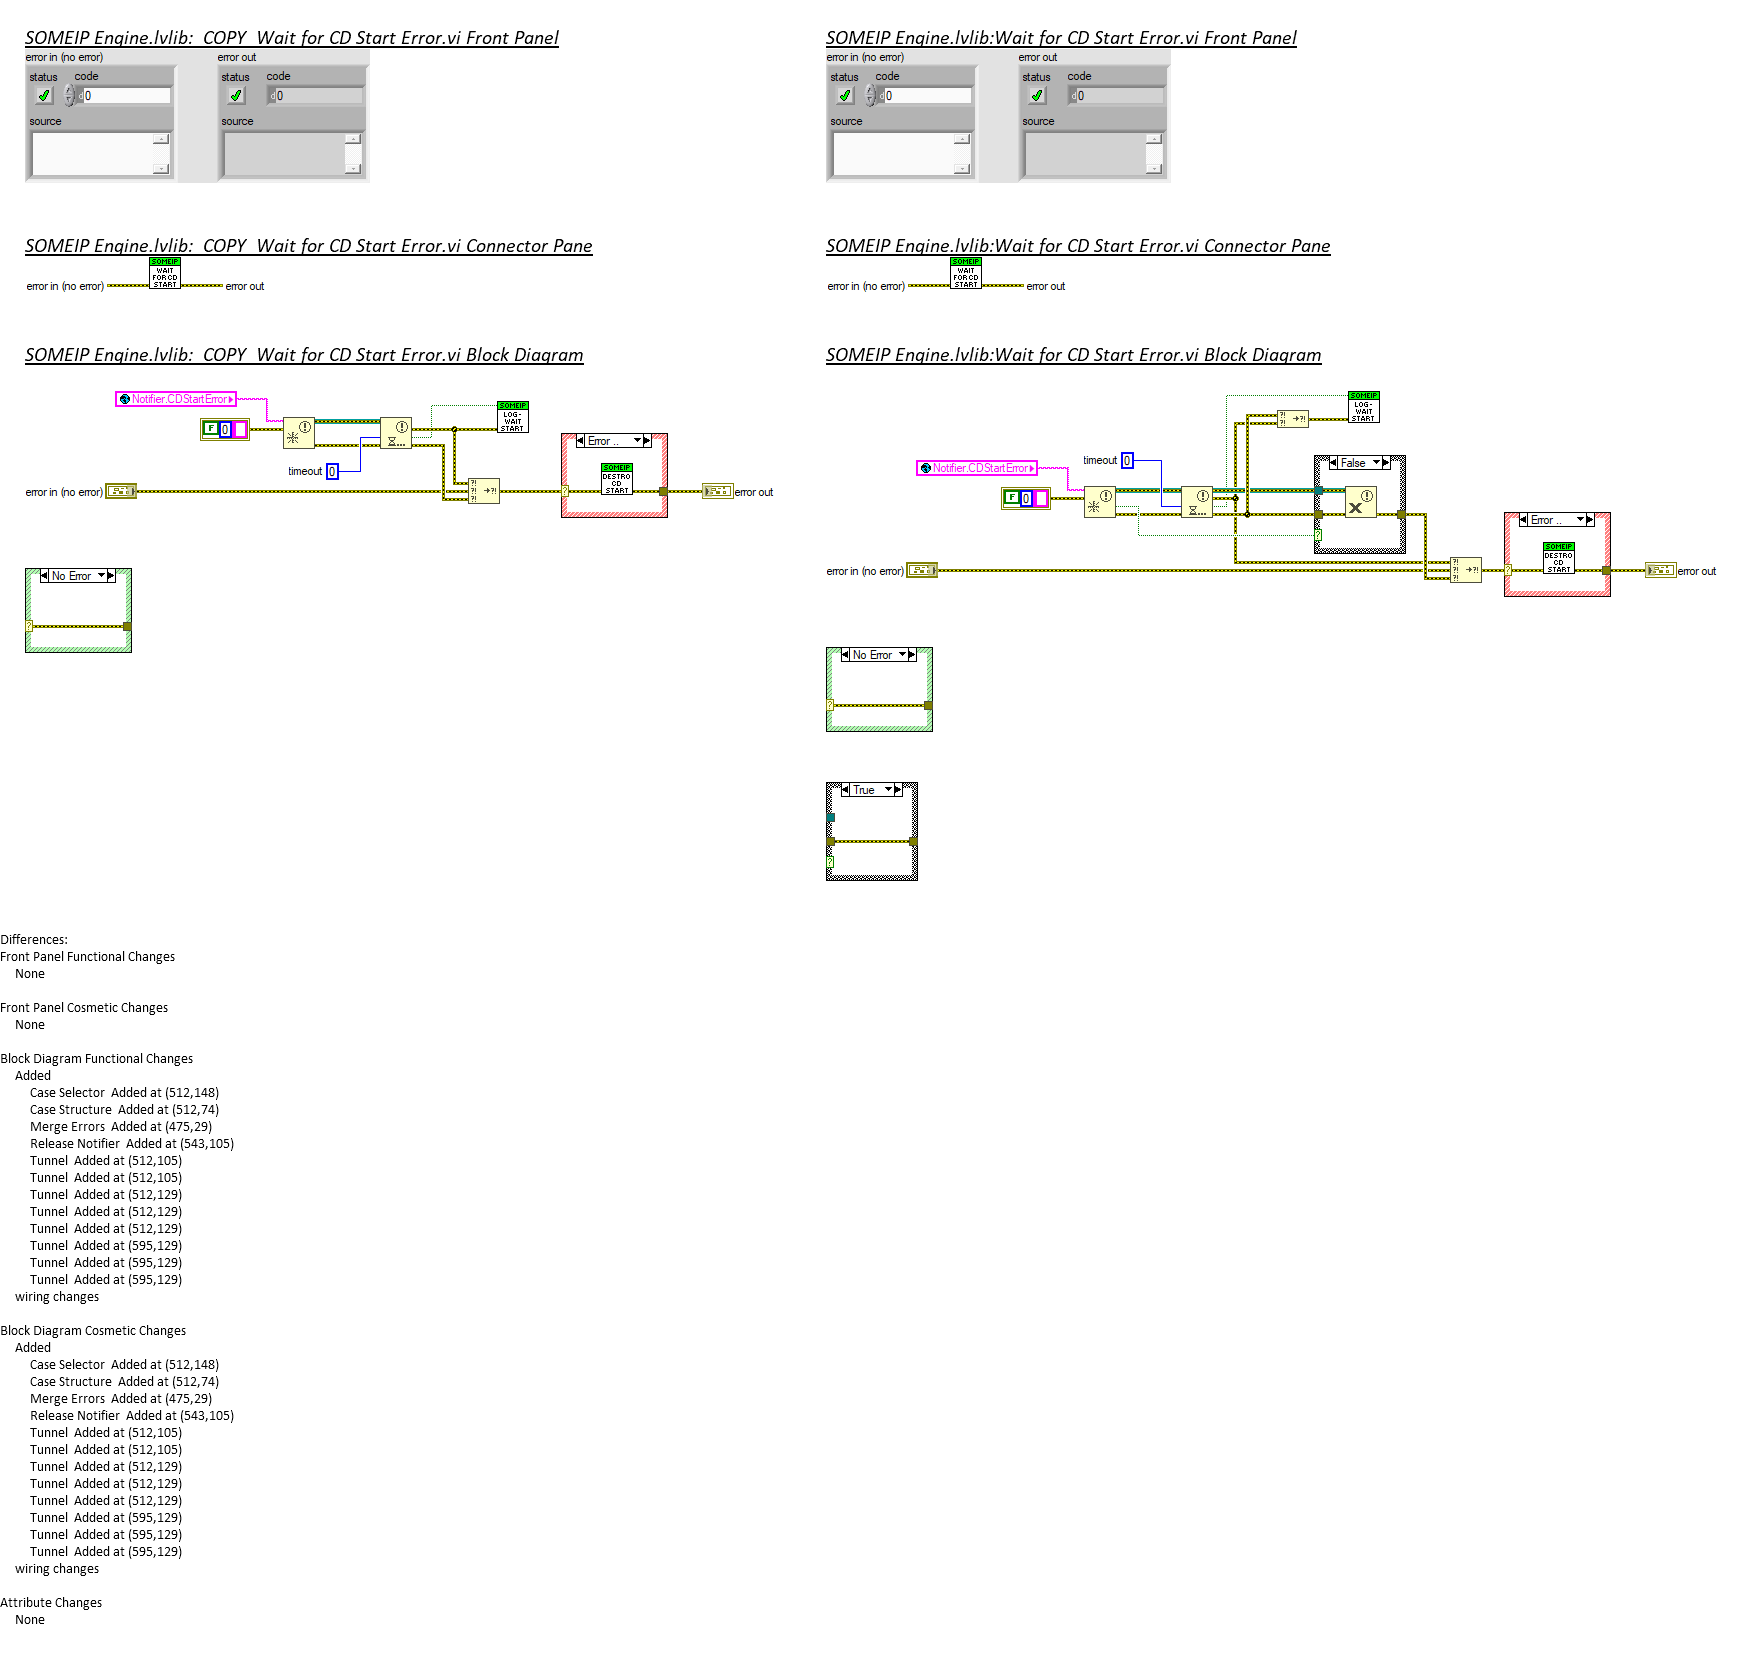 SOMEIP Engine.lvlib:  COPY  Wait for CD Start Error.vi Front Panel
error in (no error)
error out
status
code
d
0
status
code
d
0
source
source
SOMEIP Engine.lvlib:Wait for CD Start Error.vi Front Panel
error in (no error)
error out
status
code
d
0
status
code
d
0
source
source
SOMEIP Engine.lvlib:  COPY  Wait for CD Start Error.vi Connector Pane
SOMEIP
WAIT
FOR CD
START
error in (no error)
error out
SOMEIP Engine.lvlib:Wait for CD Start Error.vi Connector Pane
SOMEIP
WAIT
FOR CD
START
error in (no error)
error out
SOMEIP Engine.lvlib:  COPY  Wait for CD Start Error.vi Block Diagram
Notifier.CDStartError
F
0
SOMEIP
LOG-
WAIT
START
timeout
0
Error ..
SOMEIP
DESTRO
CD
START
?!
?!
?!
?!
?
error in (no error)
error out
No Error
?
SOMEIP Engine.lvlib:Wait for CD Start Error.vi Block Diagram
SOMEIP
LOG-
WAIT
START
?!
?!
?!
timeout
0
Notifier.CDStartError
F
0
False
?
Error ..
SOMEIP
DESTRO
CD
START
?!
?!
?!
?!
?
error in (no error)
error out
No Error
?
True
?
Differences:
Front Panel Functional Changes
None
Front Panel Cosmetic Changes
None
Block Diagram Functional Changes
Added
Case Selector  Added at (512,148)
Case Structure  Added at (512,74)
Merge Errors  Added at (475,29)
Release Notifier  Added at (543,105)
Tunnel  Added at (512,105)
Tunnel  Added at (512,105)
Tunnel  Added at (512,129)
Tunnel  Added at (512,129)
Tunnel  Added at (512,129)
Tunnel  Added at (595,129)
Tunnel  Added at (595,129)
Tunnel  Added at (595,129)
wiring changes
Block Diagram Cosmetic Changes
Added
Case Selector  Added at (512,148)
Case Structure  Added at (512,74)
Merge Errors  Added at (475,29)
Release Notifier  Added at (543,105)
Tunnel  Added at (512,105)
Tunnel  Added at (512,105)
Tunnel  Added at (512,129)
Tunnel  Added at (512,129)
Tunnel  Added at (512,129)
Tunnel  Added at (595,129)
Tunnel  Added at (595,129)
Tunnel  Added at (595,129)
wiring changes
Attribute Changes
None